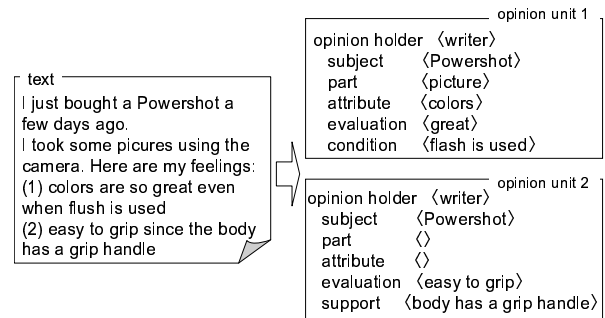 text
I just bought a Powershot a
few days ago.
I took some picures using the
camera. Here are my feelings:
(1) colors are so great even
when flush is used
(2) easy to grip since the body
has a grip handle
opinion unit 1
opinion holder 〈writer〉
subject 〈Powershot〉
part 〈picture〉
attribute 〈colors〉
evaluation 〈great〉
condition 〈flash is used〉
opinion unit 2
opinion holder 〈writer〉
subject 〈Powershot〉
part 〈〉
attribute 〈〉
evaluation 〈easy to grip〉
support 〈body has a grip handle〉